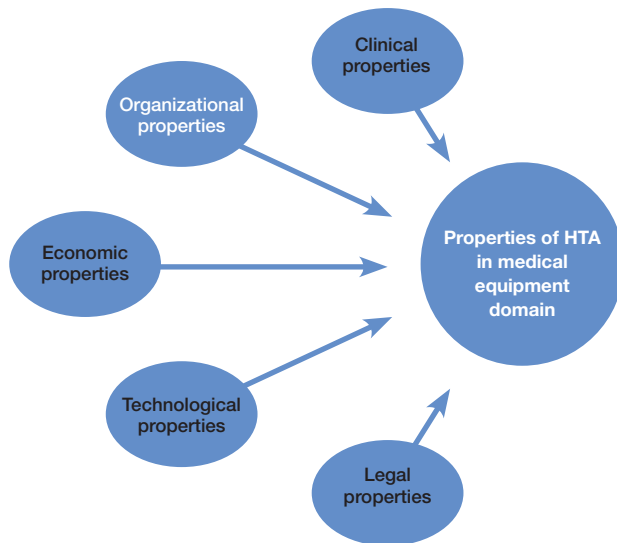 Clinical
properties
Organizational
properties
Economic
properties
Technological
properties
Legal
properties
Properties of HTA
in medical
equipment
domain